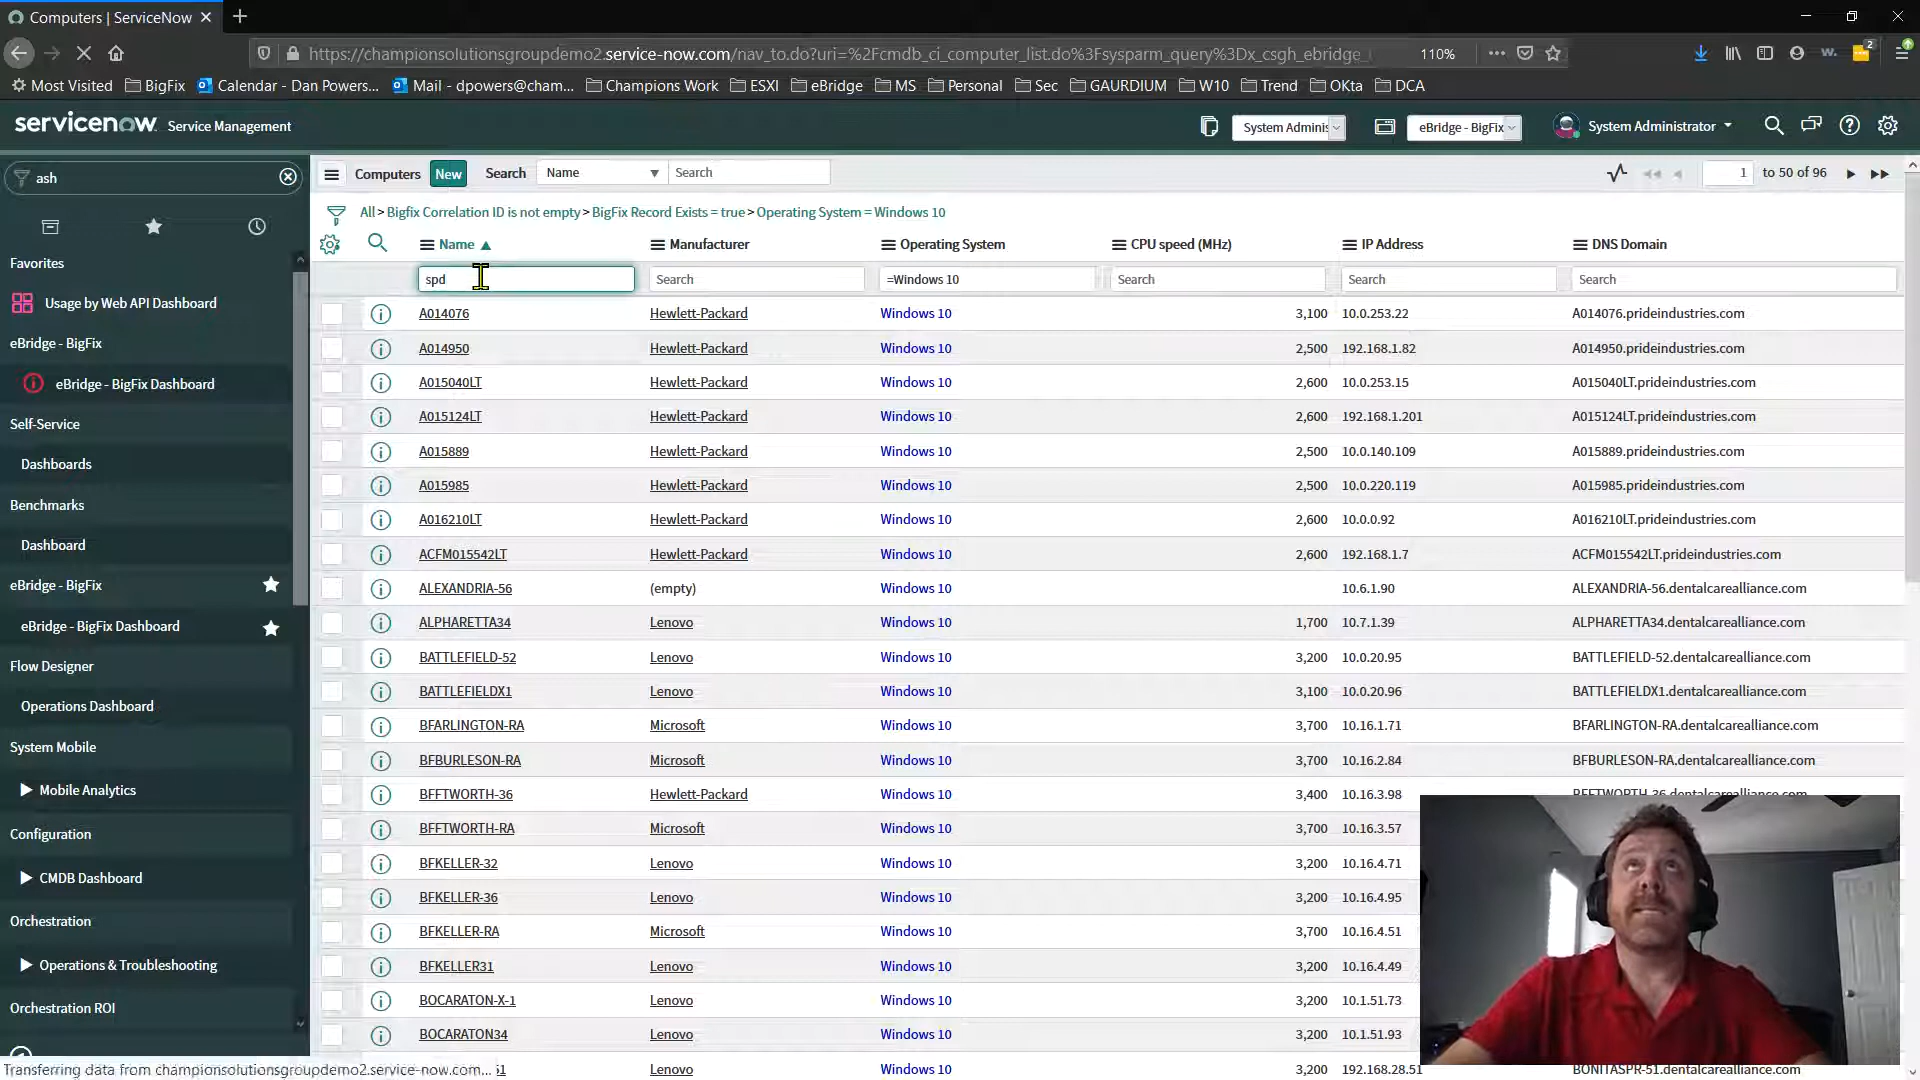 Computers | ServiceNow
https://championsolutionsgroupdemo2.service-now.com/nav_to.do?uri=%2Fcmdb_ci_computer_list.do%3Fsysparm_query%3Dx_csgh_ebridge_ 110% 2
Most Visited BigFix Calendar - Dan Powers... Mail - dpowers@cham... Champions Work ESXI eBridge MS Personal Sec GAURDIUM W10 Trend OKta DCA
servicenow Service Management System Adminis eBridge - BigFix System Administrator
ash
Favorites
Usage by Web API Dashboard
eBridge - BigFix
eBridge - BigFix Dashboard
Self-Service
Dashboards
Benchmarks
Dashboard
eBridge - BigFix
eBridge - BigFix Dashboard
Flow Designer
Operations Dashboard
System Mobile
Mobile Analytics
Configuration
CMDB Dashboard
Orchestration
Operations & Troubleshooting
Orchestration ROI
Computers New Search Name Search 1 to 50 of 96
All > Bigfix Correlation ID is not empty > BigFix Record Exists = true > Operating System = Windows 10
Name Manufacturer Operating System CPU speed (MHz) IP Address DNS Domain
spd Search =Windows 10 Search Search Search
A014076 Hewlett-Packard Windows 10 3,100 10.0.253.22 A014076.prideindustries.com
A014950 Hewlett-Packard Windows 10 2,500 192.168.1.82 A014950.prideindustries.com
A015040LT Hewlett-Packard Windows 10 2,600 10.0.253.15 A015040LT.prideindustries.com
A015124LT Hewlett-Packard Windows 10 2,600 192.168.1.201 A015124LT.prideindustries.com
A015889 Hewlett-Packard Windows 10 2,500 10.0.140.109 A015889.prideindustries.com
A015985 Hewlett-Packard Windows 10 2,500 10.0.220.119 A015985.prideindustries.com
A016210LT Hewlett-Packard Windows 10 2,600 10.0.0.92 A016210LT.prideindustries.com
ACFM015542LT Hewlett-Packard Windows 10 2,600 192.168.1.7 ACFM015542LT.prideindustries.com
ALEXANDRIA-56 (empty) Windows 10 10.6.1.90 ALEXANDRIA-56.dentalcarealliance.com
ALPHARETTA34 Lenovo Windows 10 1,700 10.7.1.39 ALPHARETTA34.dentalcarealliance.com
BATTLEFIELD-52 Lenovo Windows 10 3,200 10.0.20.95 BATTLEFIELD-52.dentalcarealliance.com
BATTLEFIELDX1 Lenovo Windows 10 3,100 10.0.20.96 BATTLEFIELDX1.dentalcarealliance.com
BFARLINGTON-RA Microsoft Windows 10 3,700 10.16.1.71 BFARLINGTON-RA.dentalcarealliance.com
BFBURLESON-RA Microsoft Windows 10 3,700 10.16.2.84 BFBURLESON-RA.dentalcarealliance.com
BFFTWORTH-36 Hewlett-Packard Windows 10 3,400 10.16.3.98 BFFTWORTH-36.dentalcarealliance.com
BFFTWORTH-RA Microsoft Windows 10 3,700 10.16.3.57
BFKELLER-32 Lenovo Windows 10 3,200 10.16.4.71
BFKELLER-36 Lenovo Windows 10 3,200 10.16.4.95
BFKELLER-RA Microsoft Windows 10 3,700 10.16.4.51
BFKELLER31 Lenovo Windows 10 3,200 10.16.4.49
BOCARATON-X-1 Lenovo Windows 10 3,200 10.1.51.73
BOCARATON34 Lenovo Windows 10 3,200 10.1.51.93
Lenovo Windows 10 3,200 192.168.28.51 BONITASPR-51.dentalcarealliance.com
Transferring data from championsolutionsgroupdemo2.service-now.com...